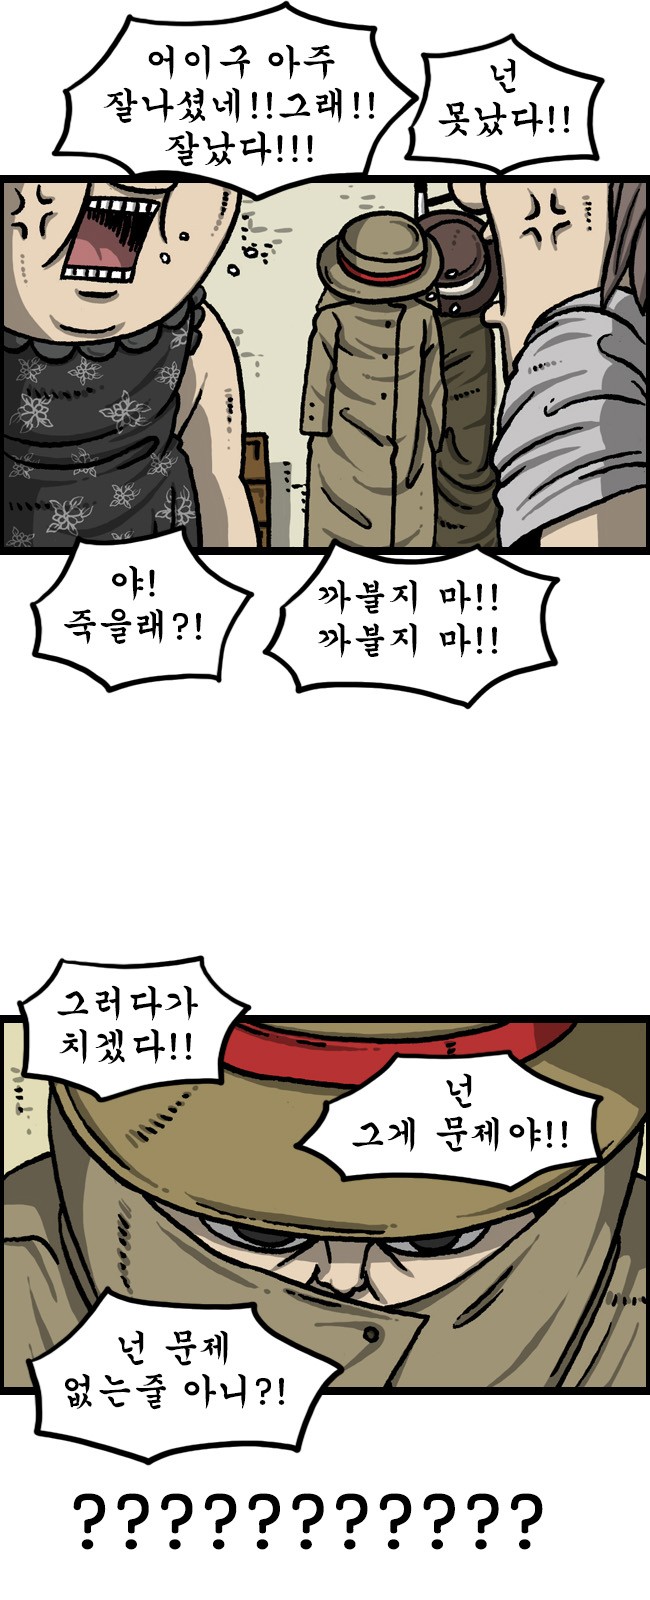 어이구 아주
잘나셨네!!그래!!
잘났다!!!
넌
못났다!!
야!
죽을래?!
까불지 마!!
까불지 마!!
그러다가
치겠다!!
넌
그게 문제야!!
넌 문제
없는줄 아니?!
???????????